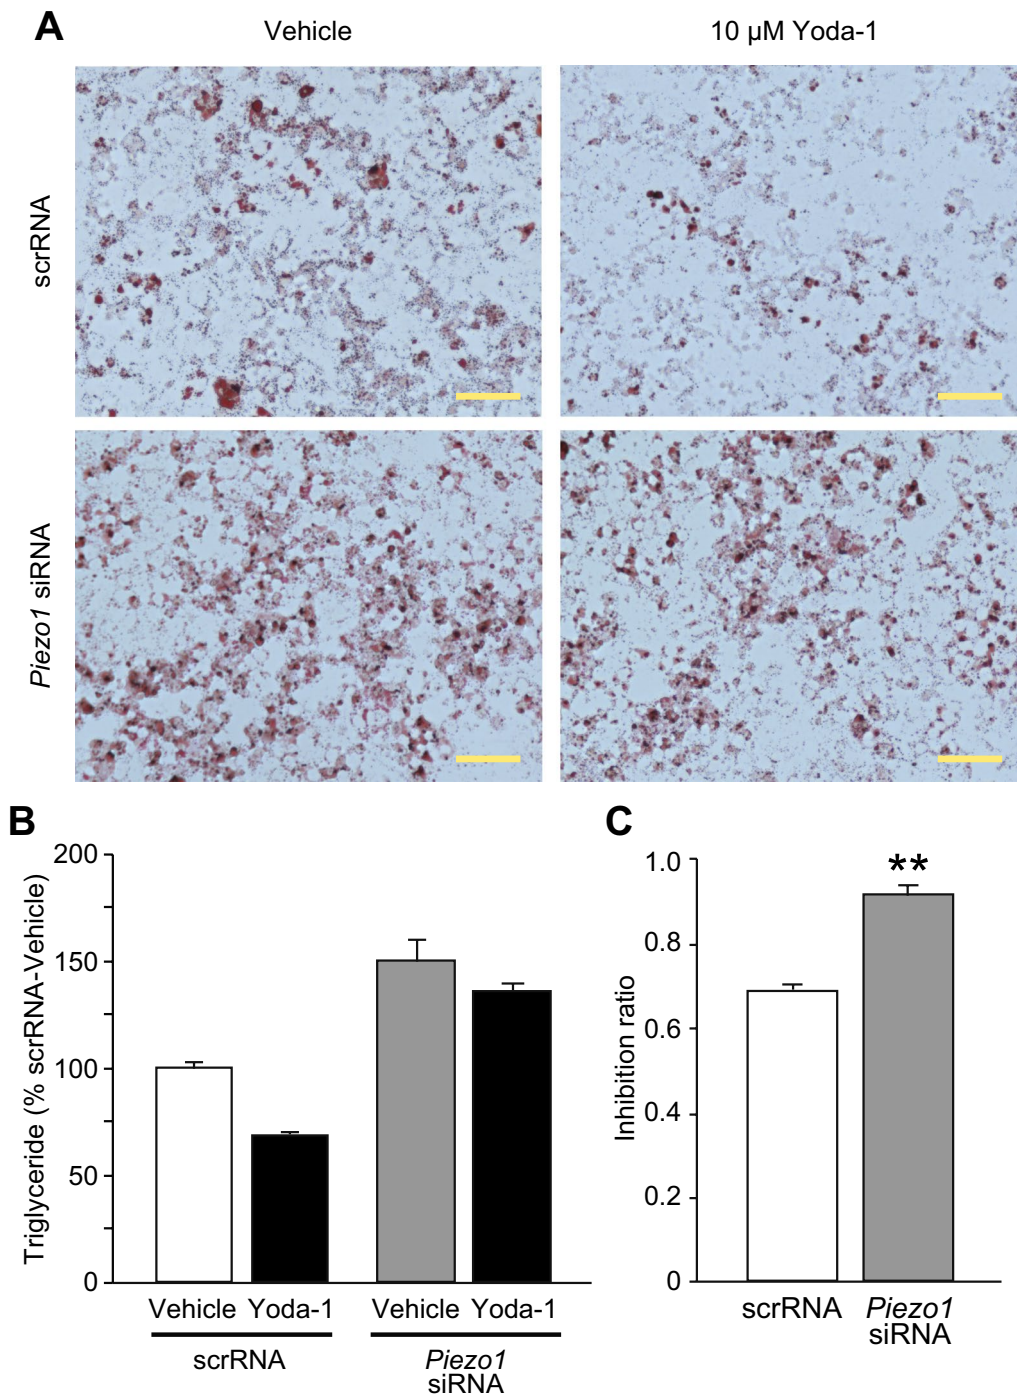 A
Vehicle
10 µM Yoda-1
scrRNA
Piezo1 siRNA
B
Triglyceride (% scrRNA-Vehicle)
200
150
100
50
0
Vehicle Yoda-1 Vehicle Yoda-1
scrRNA
Piezo1
siRNA
C
Inhibition ratio
1.0
0.8
0.6
0.4
0.2
0
**
scrRNA
Piezo1
siRNA